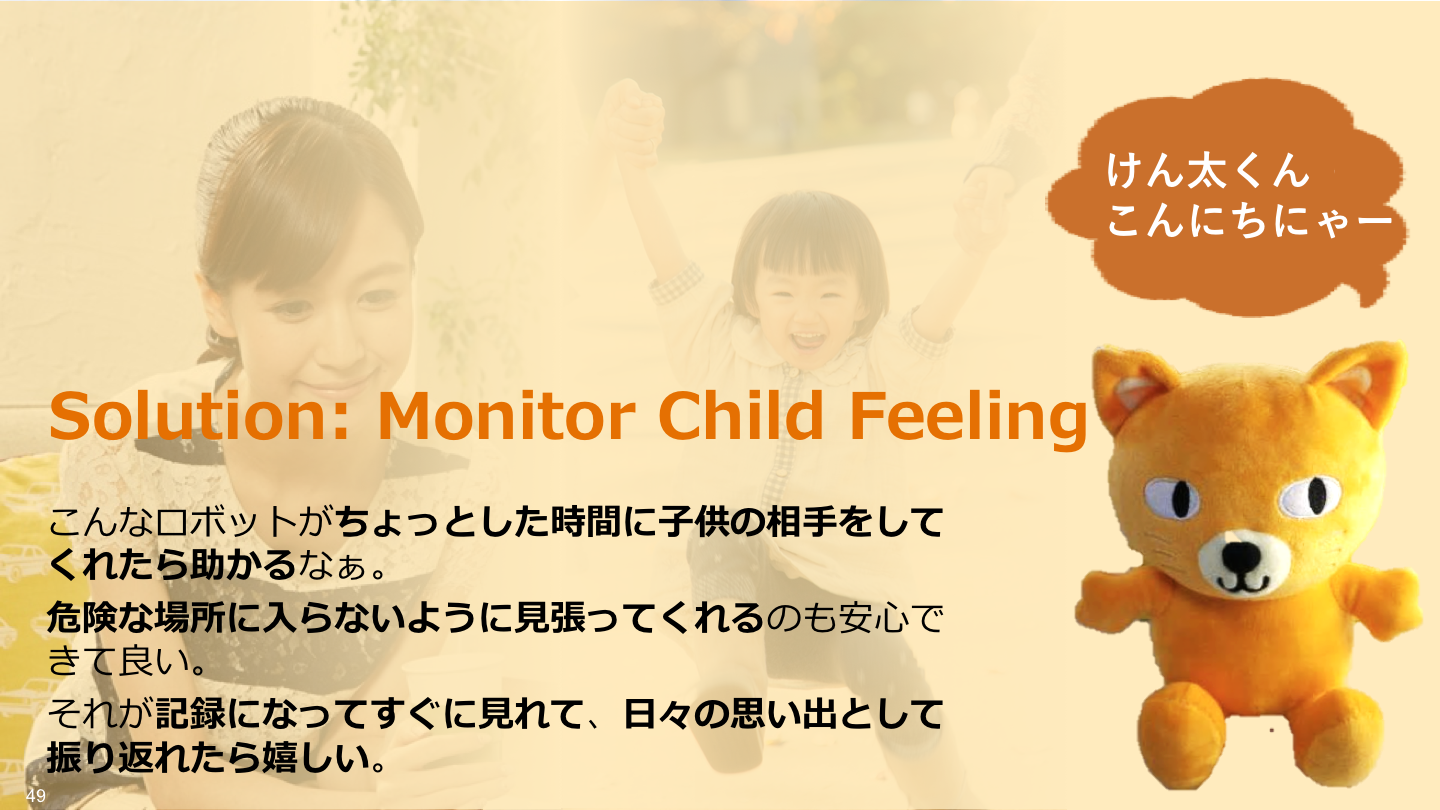 けん太くん
こんにちにゃー
Solution: Monitor Child Feeling
こんなロボットがちょっとした時間に子供の相手をして
くれたら助かるなぁ。
危険な場所に入らないように見張ってくれるのも安心で
きて良い。
それが記録になってすぐに見れて、日々の思い出として
振り返れたら嬉しい。
49